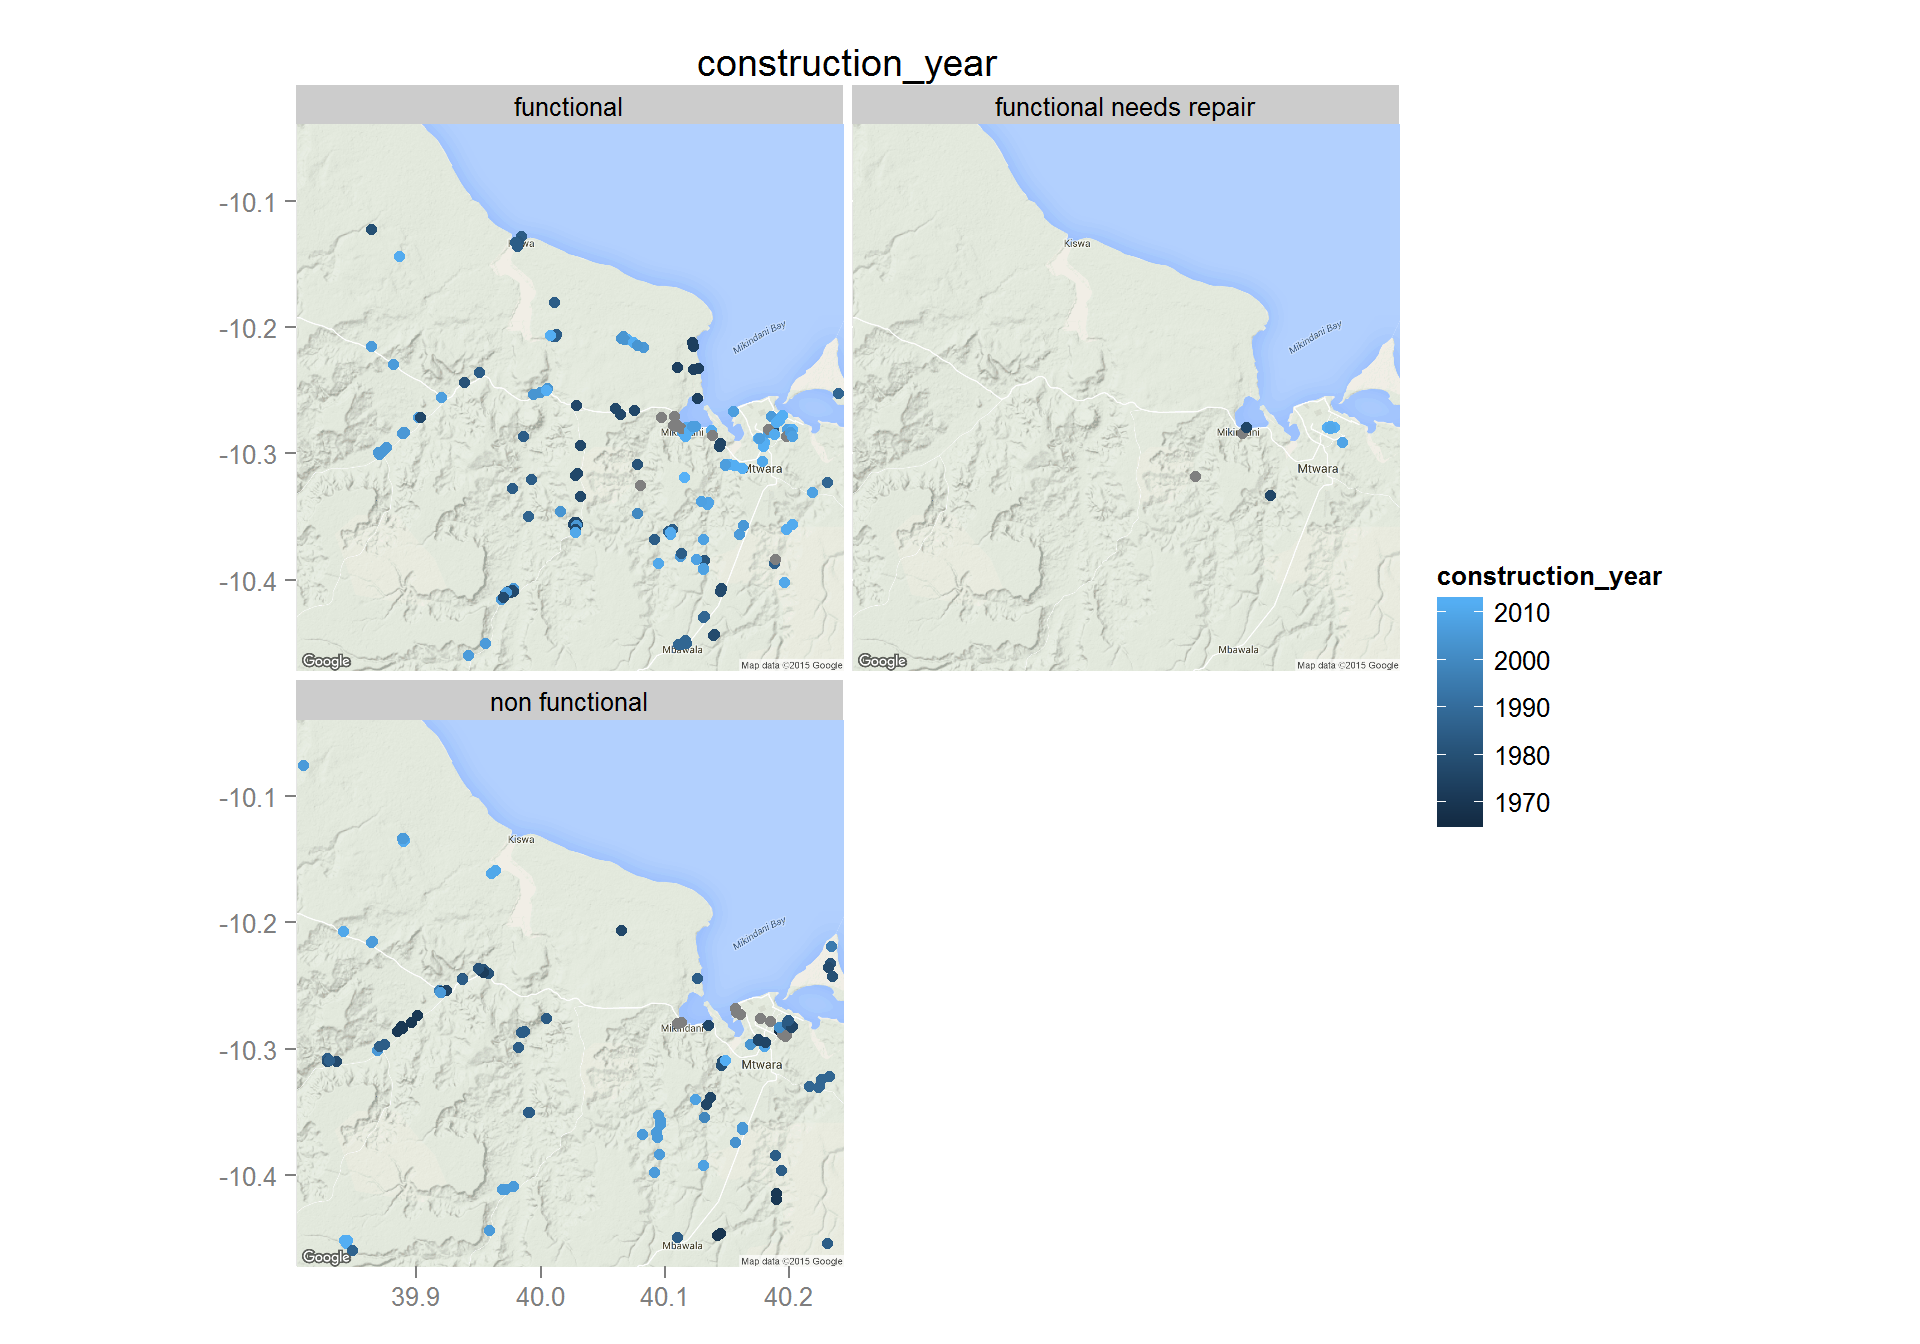 construction_year
functional
functional needs repair
-10.1
-10.2
-10.3
-10.4
Mikindani Bay
Mtwara
Mbawala
Google
Map data ©2015 Google
Kiswa
Mikindani Bay
Mtwara
Mbawala
Google
Map data ©2015 Google
construction_year
2010
2000
1990
1980
1970
non functional
-10.1
-10.2
-10.3
-10.4
Kiswa
Mikindani Bay
Mikindani
Mtwara
Mbawala
Google
Map data ©2015 Google
39.9
40.0
40.1
40.2